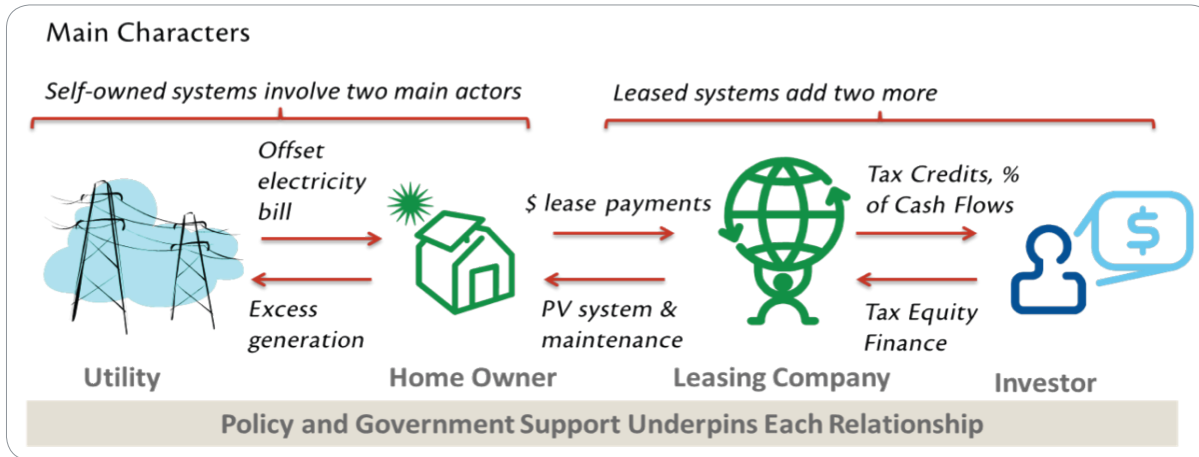 Main Characters
Self-owned systems involve two main actors
Leased systems add two more
Offset
electricity
bill
$ lease payments
Tax Credits, %
of Cash Flows
$
Excess
generation
PV system &
maintenance
Tax Equity
Finance
Utility
Home Owner
Leasing Company
Investor
Policy and Government Support Underpins Each Relationship